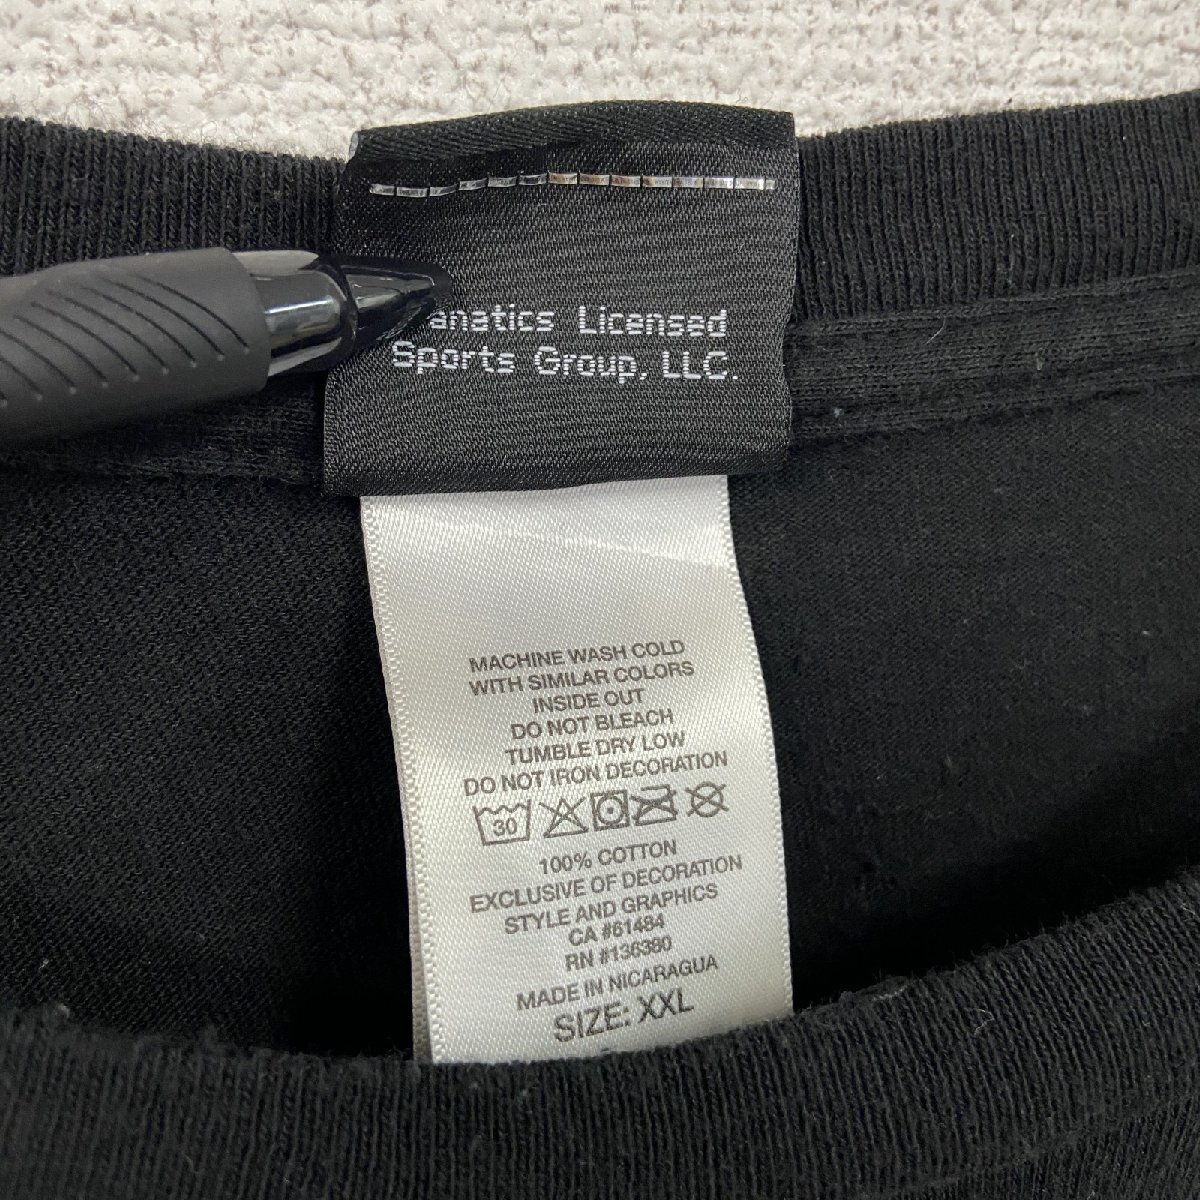 anatics Licensed
Sports Group, LLC.
MACHINE WASH COLD
WITH SIMILAR COLORS
INSIDE OUT
DO NOT BLEACH
TUMBLE DRY LOW
DO NOT IRON DECORATION
30
100% COTTON
EXCLUSIVE OF DECORATION
STYLE AND GRAPHICS
CA #61484
RN #136380
MADE IN NICARAGUA
SIZE: XXL